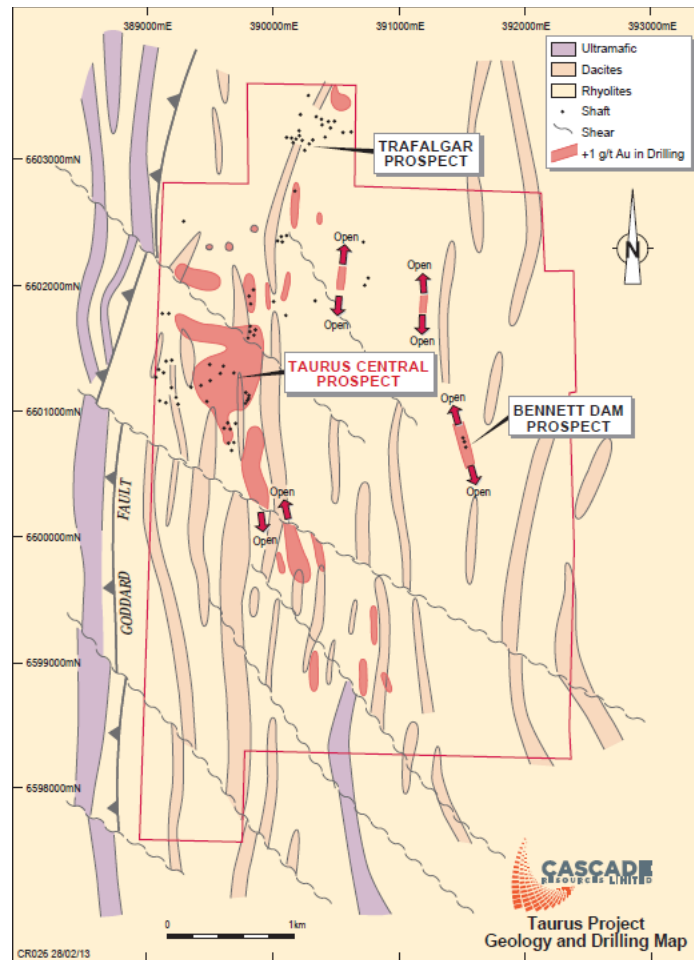 389000mE
390000mE
391000mE
392000mE
393000mE
Ultramafic
Dacites
Rhyolites
Shaft
Shear
+1 g/t Au in Drilling
TRAFALGAR
PROSPECT
6603000mN
N
Open
Open
6602000mN
Open
Open
TAURUS CENTRAL
PROSPECT
6601000mN
Open
BENNETT DAM
PROSPECT
Open
Open
FAULT
6600000mN
Open
GODDARD
6599000mN
6598000mN
CASCADE
RESOURCES LIMITED
0
1km
Taurus Project
Geology and Drilling Map
CR026 28/02/13